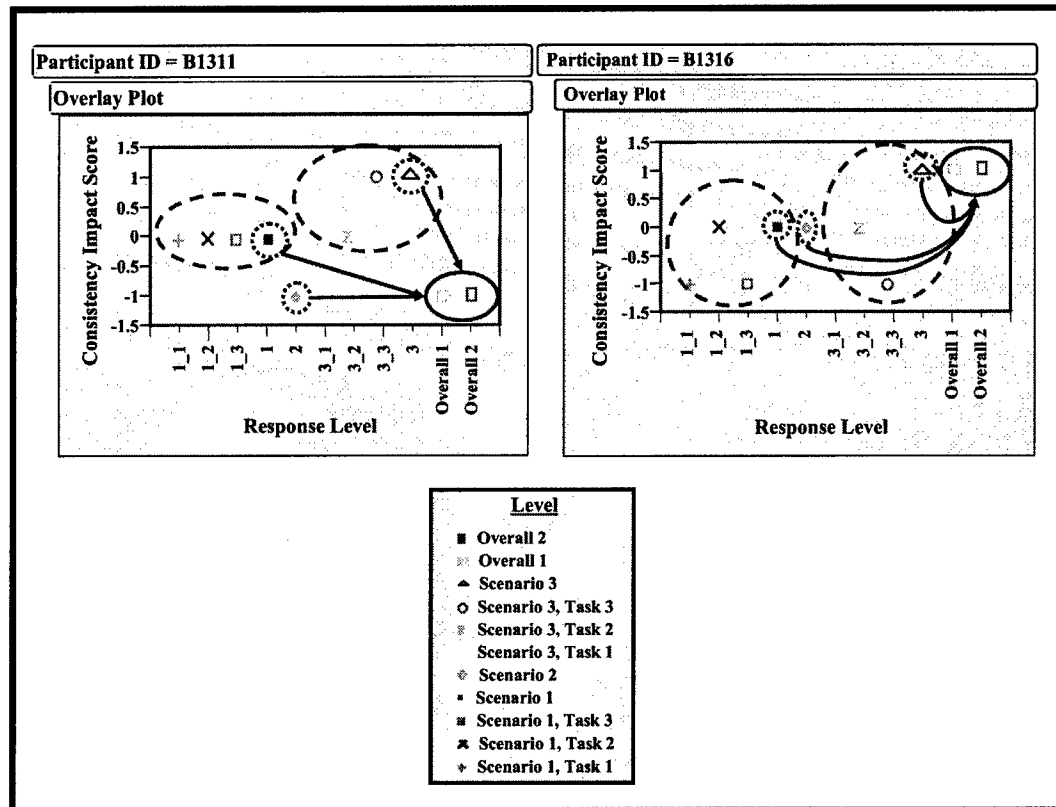 Participant ID = B1311
Overlay Plot
Consistency Impact Score
1.5
1
0.5
0
-0.5
-1
-1.5
1_1
1_2
1_3
1
2
3_1
3_2
3_3
3
Overall 1
Overall 2
Response Level
Participant ID = B1316
Overlay Plot
Consistency Impact Score
1.5
1
0.5
0
-0.5
-1
-1.5
1_1
1_2
1_3
1
2
3_1
3_2
3_3
3
Overall 1
Overall 2
Response Level
Level
Overall 2
Overall 1
Scenario 3
Scenario 3, Task 3
Scenario 3, Task 2
Scenario 3, Task 1
Scenario 2
Scenario 1
Scenario 1, Task 3
Scenario 1, Task 2
Scenario 1, Task 1